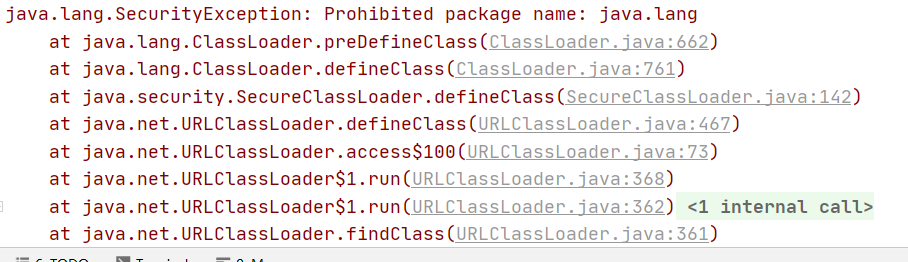 java.lang.SecurityException: Prohibited package name: java.lang
at java.lang.ClassLoader.preDefineClass(ClassLoader.java:662)
at java.lang.ClassLoader.defineClass(ClassLoader.java:761)
at java.security.SecureClassLoader.defineClass(SecureClassLoader.java:142)
at java.net.URLClassLoader.defineClass(URLClassLoader.java:467)
at java.net.URLClassLoader.access$100(URLClassLoader.java:73)
at java.net.URLClassLoader$1.run(URLClassLoader.java:368)
at java.net.URLClassLoader$1.run(URLClassLoader.java:362) <1 internal call>
at java.net.URLClassLoader.findClass(URLClassLoader.java:361)